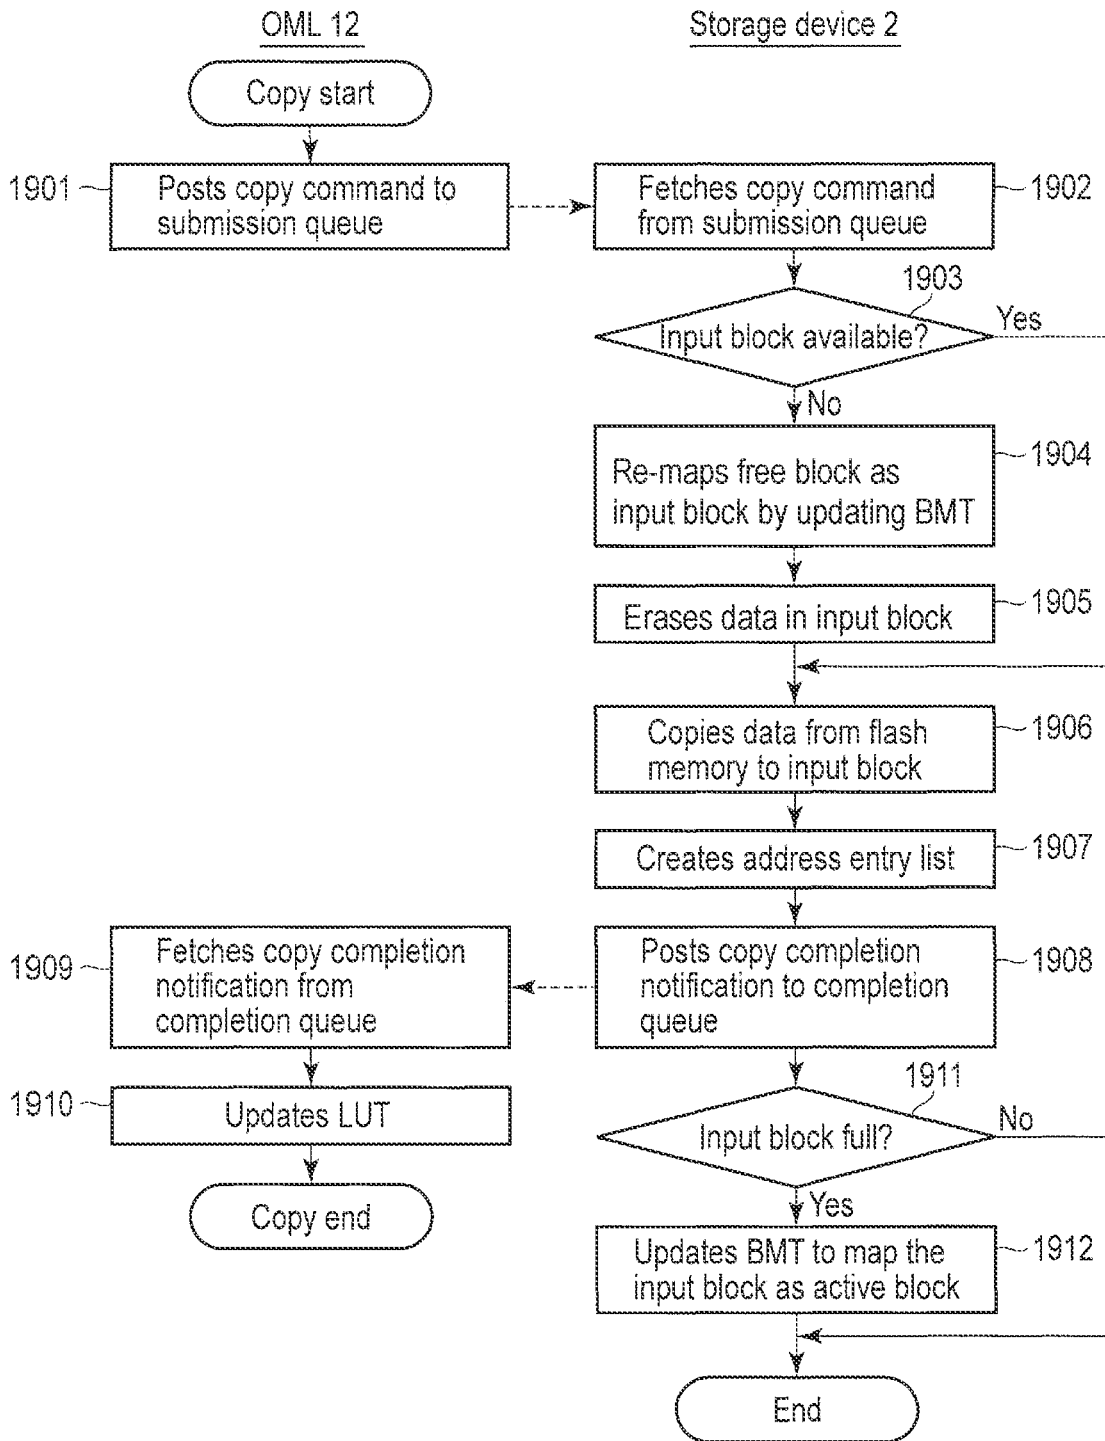 OML 12
Storage device 2
Copy start
1901
Posts copy command to
submission queue
Fetches copy command
from submission queue
1902
1903
Input block available?
Yes
No
Re-maps free block as
input block by updating BMT
1904
Erases data in input block
1905
Copies data from flash
memory to input block
1906
Creates address entry list
1907
1909
Fetches copy completion
notification from
completion queue
Posts copy completion
notification to completion
queue
1908
1910
Updates LUT
1911
Input block full?
No
Yes
Copy end
Updates BMT to map the
input block as active block
1912
End